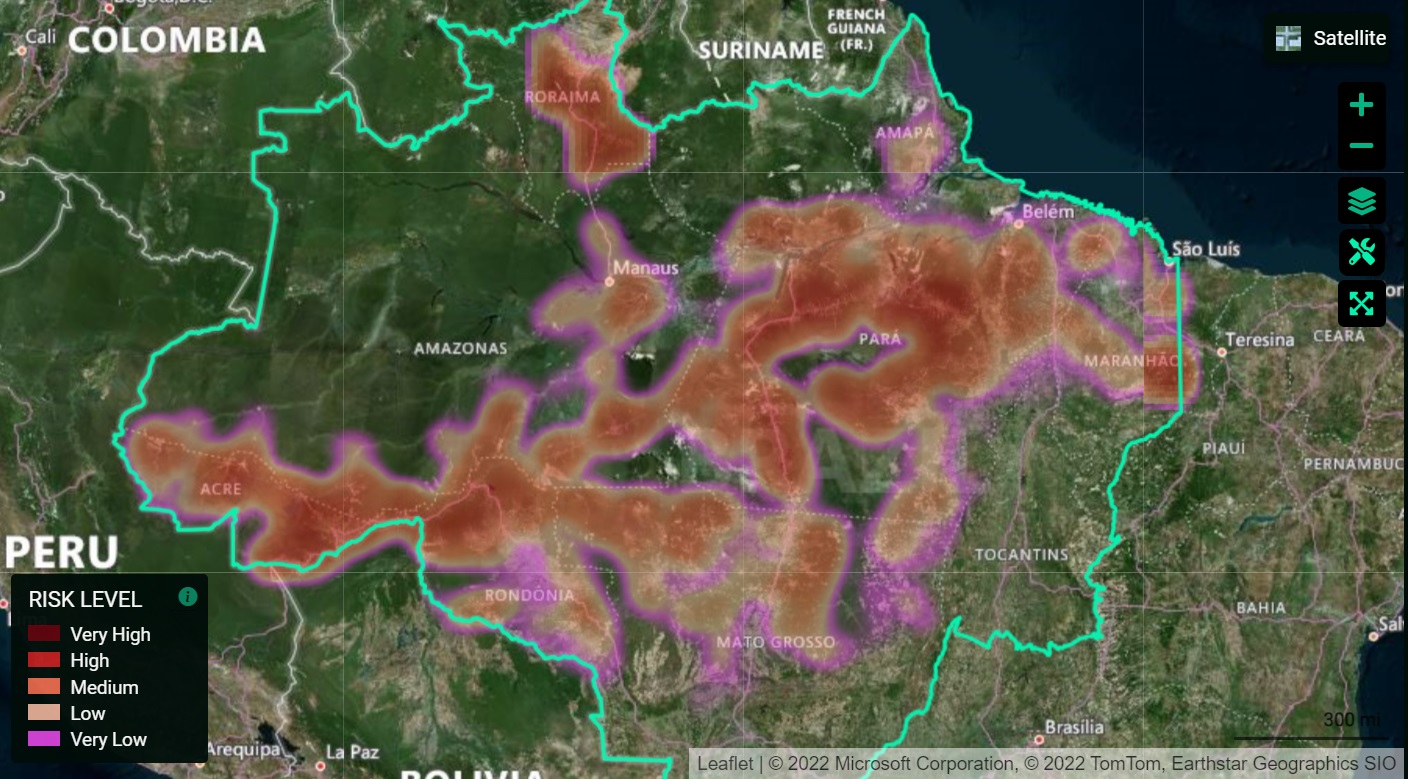 Cali
COLOMBIA
FRENCH
GUIANA
(FR.)
SURINAME
Satellite
RORAIMA
AMAPÁ
Belém
São Luís
Manaus
AMAZONAS
PARÁ
MARANHÃO
Teresina
CEARÁ
ACRE
PIAUÍ
PERNAMBUC
PERU
TOCANTINS
RONDÔNIA
MATO GROSSO
BAHIA
Sal
RISK LEVEL
i
Very High
High
Medium
Low
Very Low
Brasília
300 mi
Arequipa
La Paz
BOLIVIA
Leaflet | © 2022 Microsoft Corporation, © 2022 TomTom, Earthstar Geographics SIO